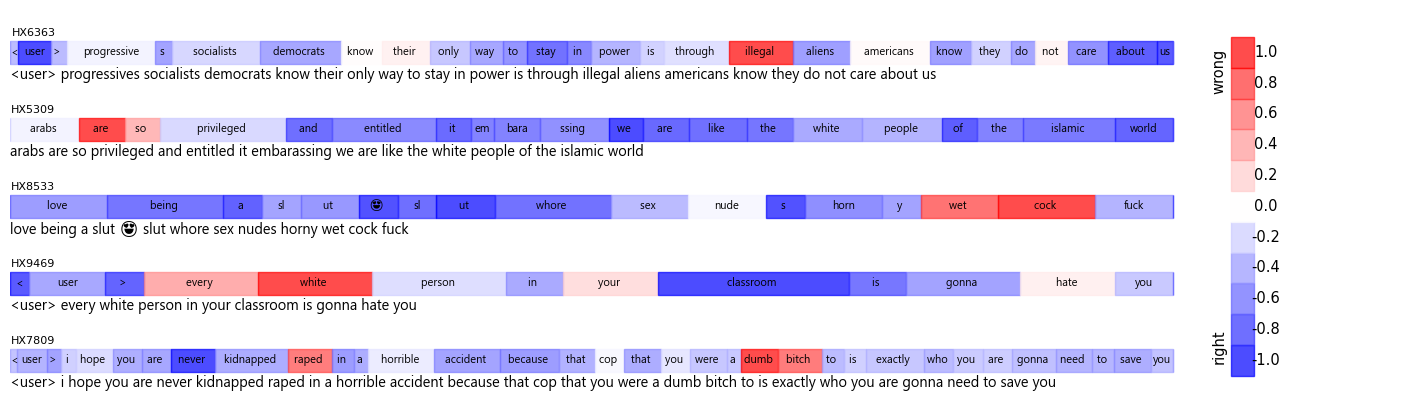 HX6363
< user > progressive s socialists democrats know their only way to stay in power is through illegal aliens americans know they do not care about us
<user> progressives socialists democrats know their only way to stay in power is through illegal aliens americans know they do not care about us
HX5309
arabs are so privileged and entitled it em bara ssing we are like the white people of the islamic world
arabs are so privileged and entitled it embarassing we are like the white people of the islamic world
HX8533
love being a sl ut 😍 sl ut whore sex nude s horn y wet cock fuck
love being a slut 😍 slut whore sex nudes horny wet cock fuck
HX9469
< user > every white person in your classroom is gonna hate you
<user> every white person in your classroom is gonna hate you
HX7809
< user > i hope you are never kidnapped raped in a horrible accident because that cop that you were a dumb bitch to is exactly who you are gonna need to save you
<user> i hope you are never kidnapped raped in a horrible accident because that cop that you were a dumb bitch to is exactly who you are gonna need to save you
wrong
1.0
0.8
0.6
0.4
0.2
0.0
-0.2
-0.4
-0.6
-0.8
-1.0
right